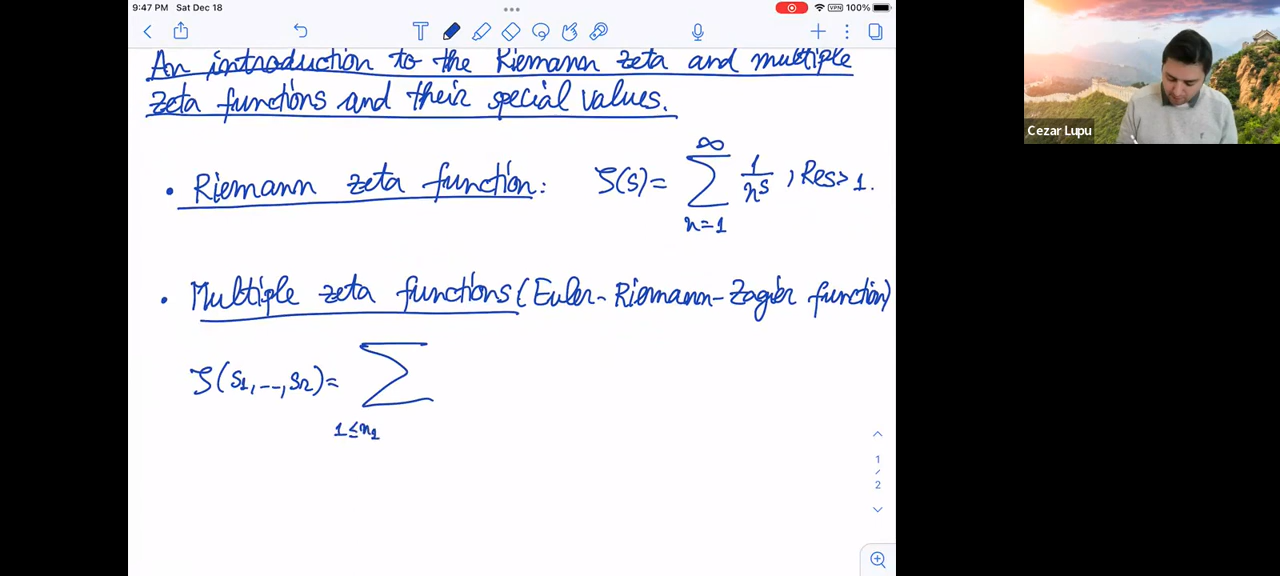 9:47 PM Sat Dec 18
VPN 100%
An introduction to the Riemann zeta and multiple
zeta functions and their special values.
• Riemann zeta function: ζ(s) = ∑_{n=1}^{∞} 1/n^s , Res > 1.
• Multiple zeta functions (Euler-Riemann-Zagier function)
ζ(s_1, --, s_r) = ∑_{1≤n_1}
1
/
2
Cezar Lupu